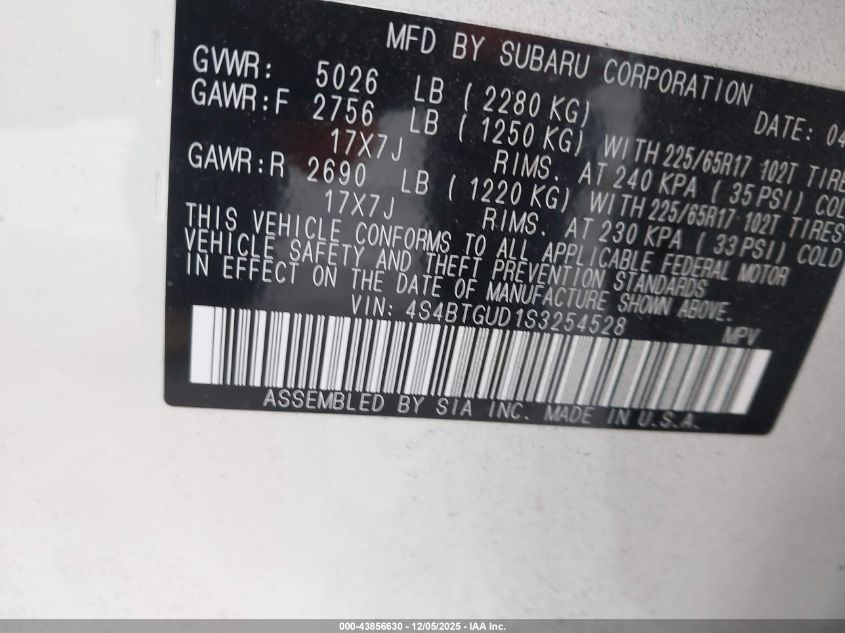 MFD BY SUBARU CORPORATION
GVWR: 5026 LB ( 2280 KG) DATE: 04
GAWR:F 2756 LB ( 1250 KG) WITH 225/65R17 102T TIRE
17X7J RIMS. AT 240 KPA ( 35 PSI) COL
GAWR:R 2690 LB ( 1220 KG) WITH 225/65R17 102T TIRES
17X7J RIMS. AT 230 KPA ( 33 PSI) COLD
THIS VEHICLE CONFORMS TO ALL APPLICABLE FEDERAL MOTOR
VEHICLE SAFETY AND THEFT PREVENTION STANDARDS
IN EFFECT ON THE DATE OF MANUFACTURE SHOWN ABOVE.
VIN: 4S4BTGUD1S3254528 MPV
ASSEMBLED BY SIA INC. MADE IN U.S.A.
000-43856630 - 12/05/2025 - IAA Inc.